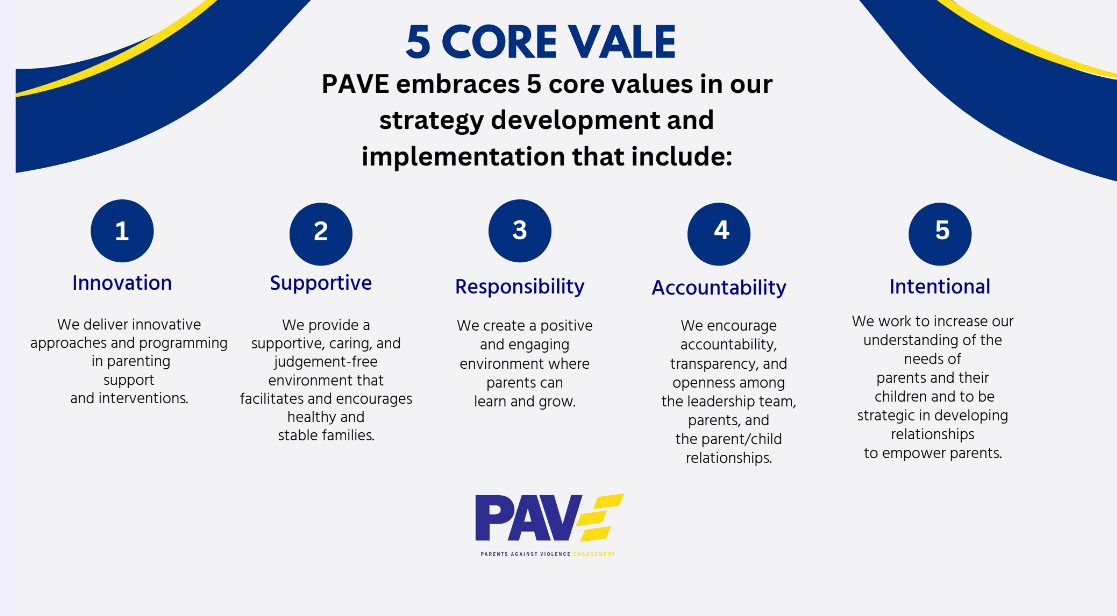 5 CORE VALE
PAVE embraces 5 core values in our
strategy development and
implementation that include:
1
Innovation
We deliver innovative
approaches and programming
in parenting
support
and interventions.
2
Supportive
We provide a
supportive, caring, and
judgement-free
environment that
facilitates and encourages
healthy and
stable families.
3
Responsibility
We create a positive
and engaging
environment where
parents can
learn and grow.
4
Accountability
We encourage
accountability,
transparency, and
openness among
the leadership team,
parents, and
the parent/child
relationships.
5
Intentional
We work to increase our
understanding of the
needs of
parents and their
children and to be
strategic in developing
relationships
to empower parents.
PAVE
PARENTS AGAINST VIOLENCE ENGAGEMENT